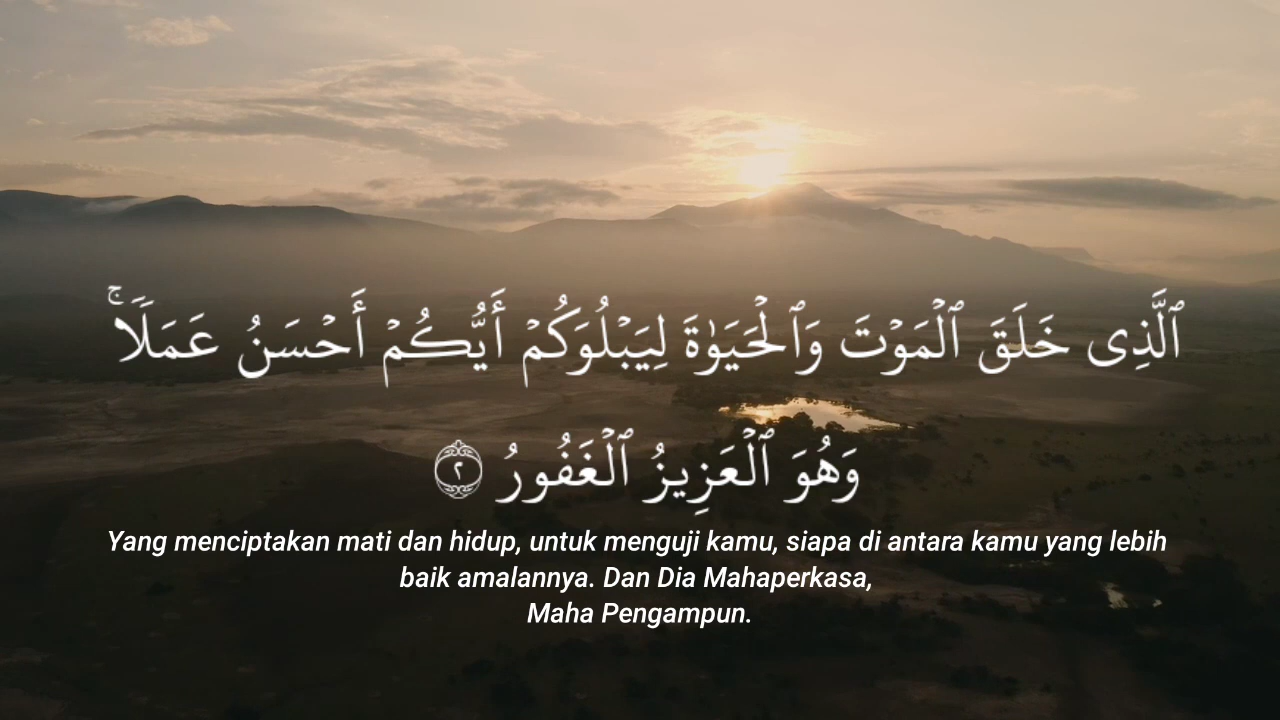 ٱلَّذِى خَلَقَ ٱلْمَوْتَ وَٱلْحَيَوٰةَ لِيَبْلُوَكُمْ أَيُّكُمْ أَحْسَنُ عَمَلًا ۚ
وَهُوَ ٱلْعَزِيزُ ٱلْغَفُورُ ٢
Yang menciptakan mati dan hidup, untuk menguji kamu, siapa di antara kamu yang lebih
baik amalannya. Dan Dia Mahaperkasa,
Maha Pengampun.